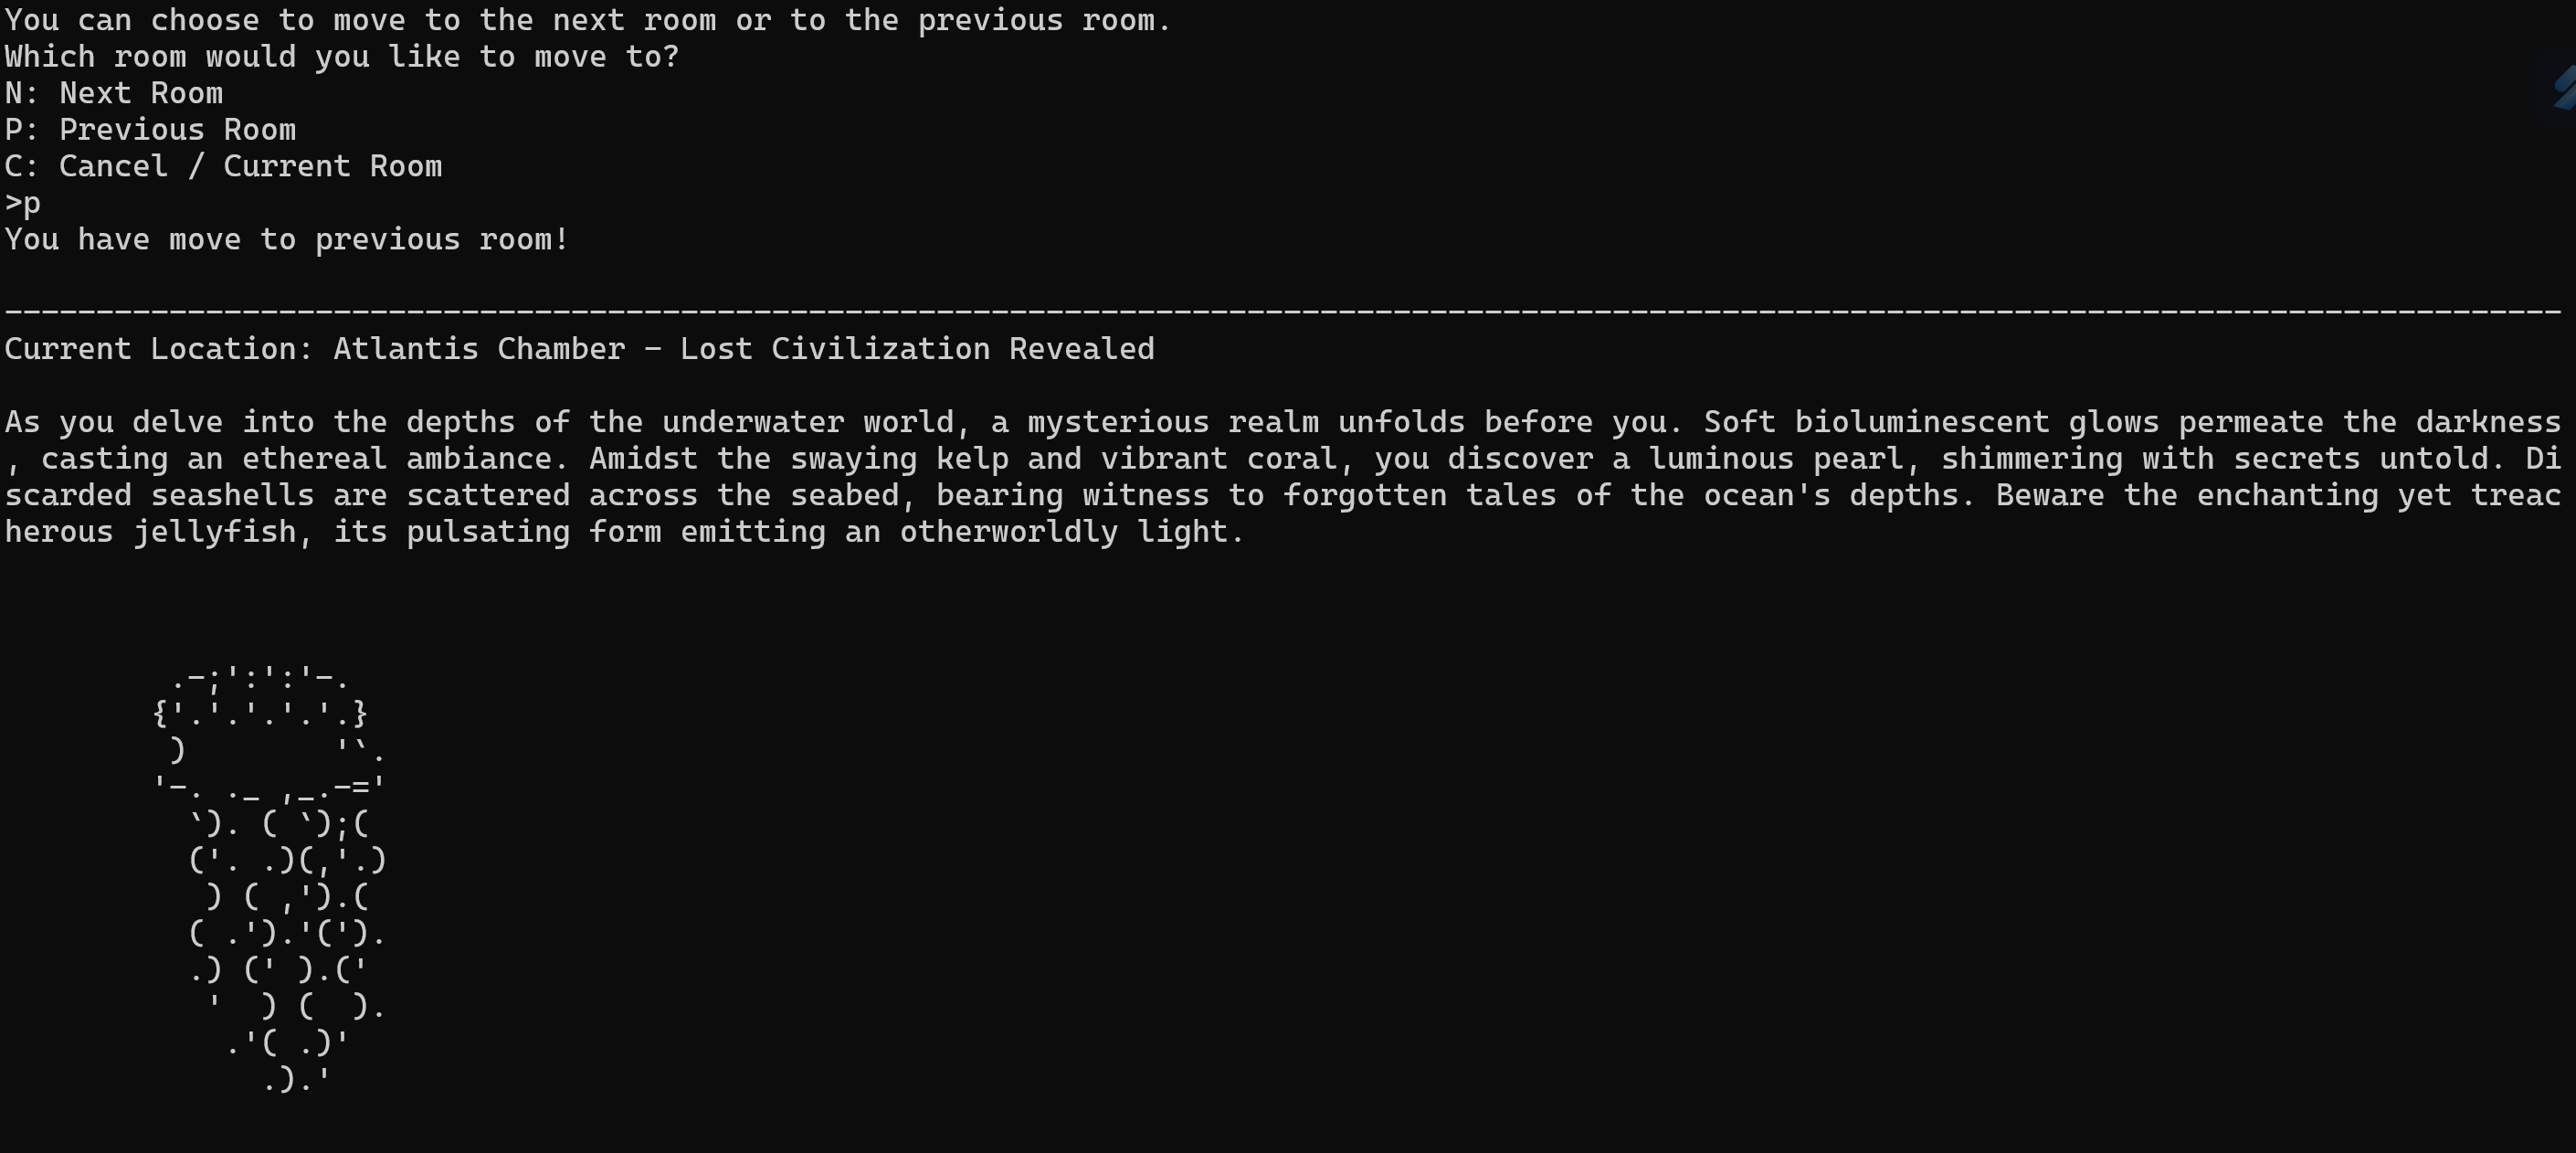 You can choose to move to the next room or to the previous room.
Which room would you like to move to?
N: Next Room
P: Previous Room
C: Cancel / Current Room
>p
You have move to previous room!

--------------------------------------------------------------------------------------------------------------------------------------------
Current Location: Atlantis Chamber - Lost Civilization Revealed

As you delve into the depths of the underwater world, a mysterious realm unfolds before you. Soft bioluminescent glows permeate the darkness
, casting an ethereal ambiance. Amidst the swaying kelp and vibrant coral, you discover a luminous pearl, shimmering with secrets untold. Di
scarded seashells are scattered across the seabed, bearing witness to forgotten tales of the ocean's depths. Beware the enchanting yet treac
herous jellyfish, its pulsating form emitting an otherworldly light.

         .-;':':'-.
        {'.'.'.'.'.}
         )        '`.
        '-. ._ ,_.-='
          `). ( `);(
          ('. .)(,'.)
           ) ( ,').(
          ( .').'(').
          .) (' ).('
           '  ) (  ).
            .'( .)'
              .).'